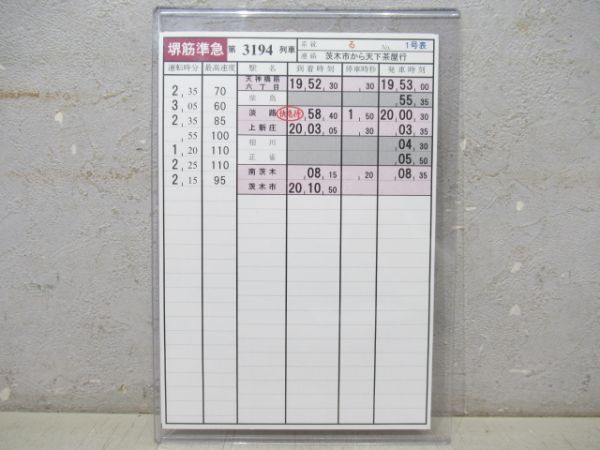 堺筋準急 第 3194 列車 系統 る No. 1号表
連絡 茨木市から天下茶屋行
運転時分 最高速度 駅名 到着時刻 停車時秒 発車時刻
2,35 70 天神橋筋六丁目 19,52,30 ,30 19,53,00
3,05 60 柴島 ,55,35
2,35 85 淡路 ,58,40 1,50 20,00,30
,55 100 上新庄 20,03,05 ,30 ,03,35
1,20 110 相川 ,04,30
2,25 110 正雀 ,05,50
2,15 95 南茨木 ,08,15 ,20 ,08,35
茨木市 20,10,50